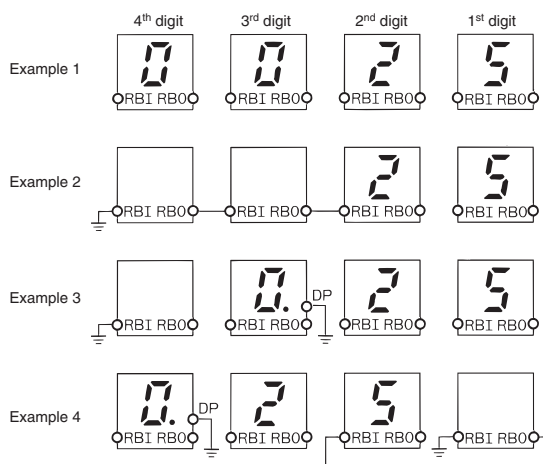 4th digit 3rd digit 2nd digit 1st digit
Example 1 0 0 2 5
RBI RBO RBI RBO RBI RBO RBI RBO
Example 2 2 5
RBI RBO RBI RBO RBI RBO RBI RBO
Example 3 0. DP 2 5
RBI RBO RBI RBO RBI RBO RBI RBO
Example 4 0. DP 2 5
RBI RBO RBI RBO RBI RBO RBI RBO